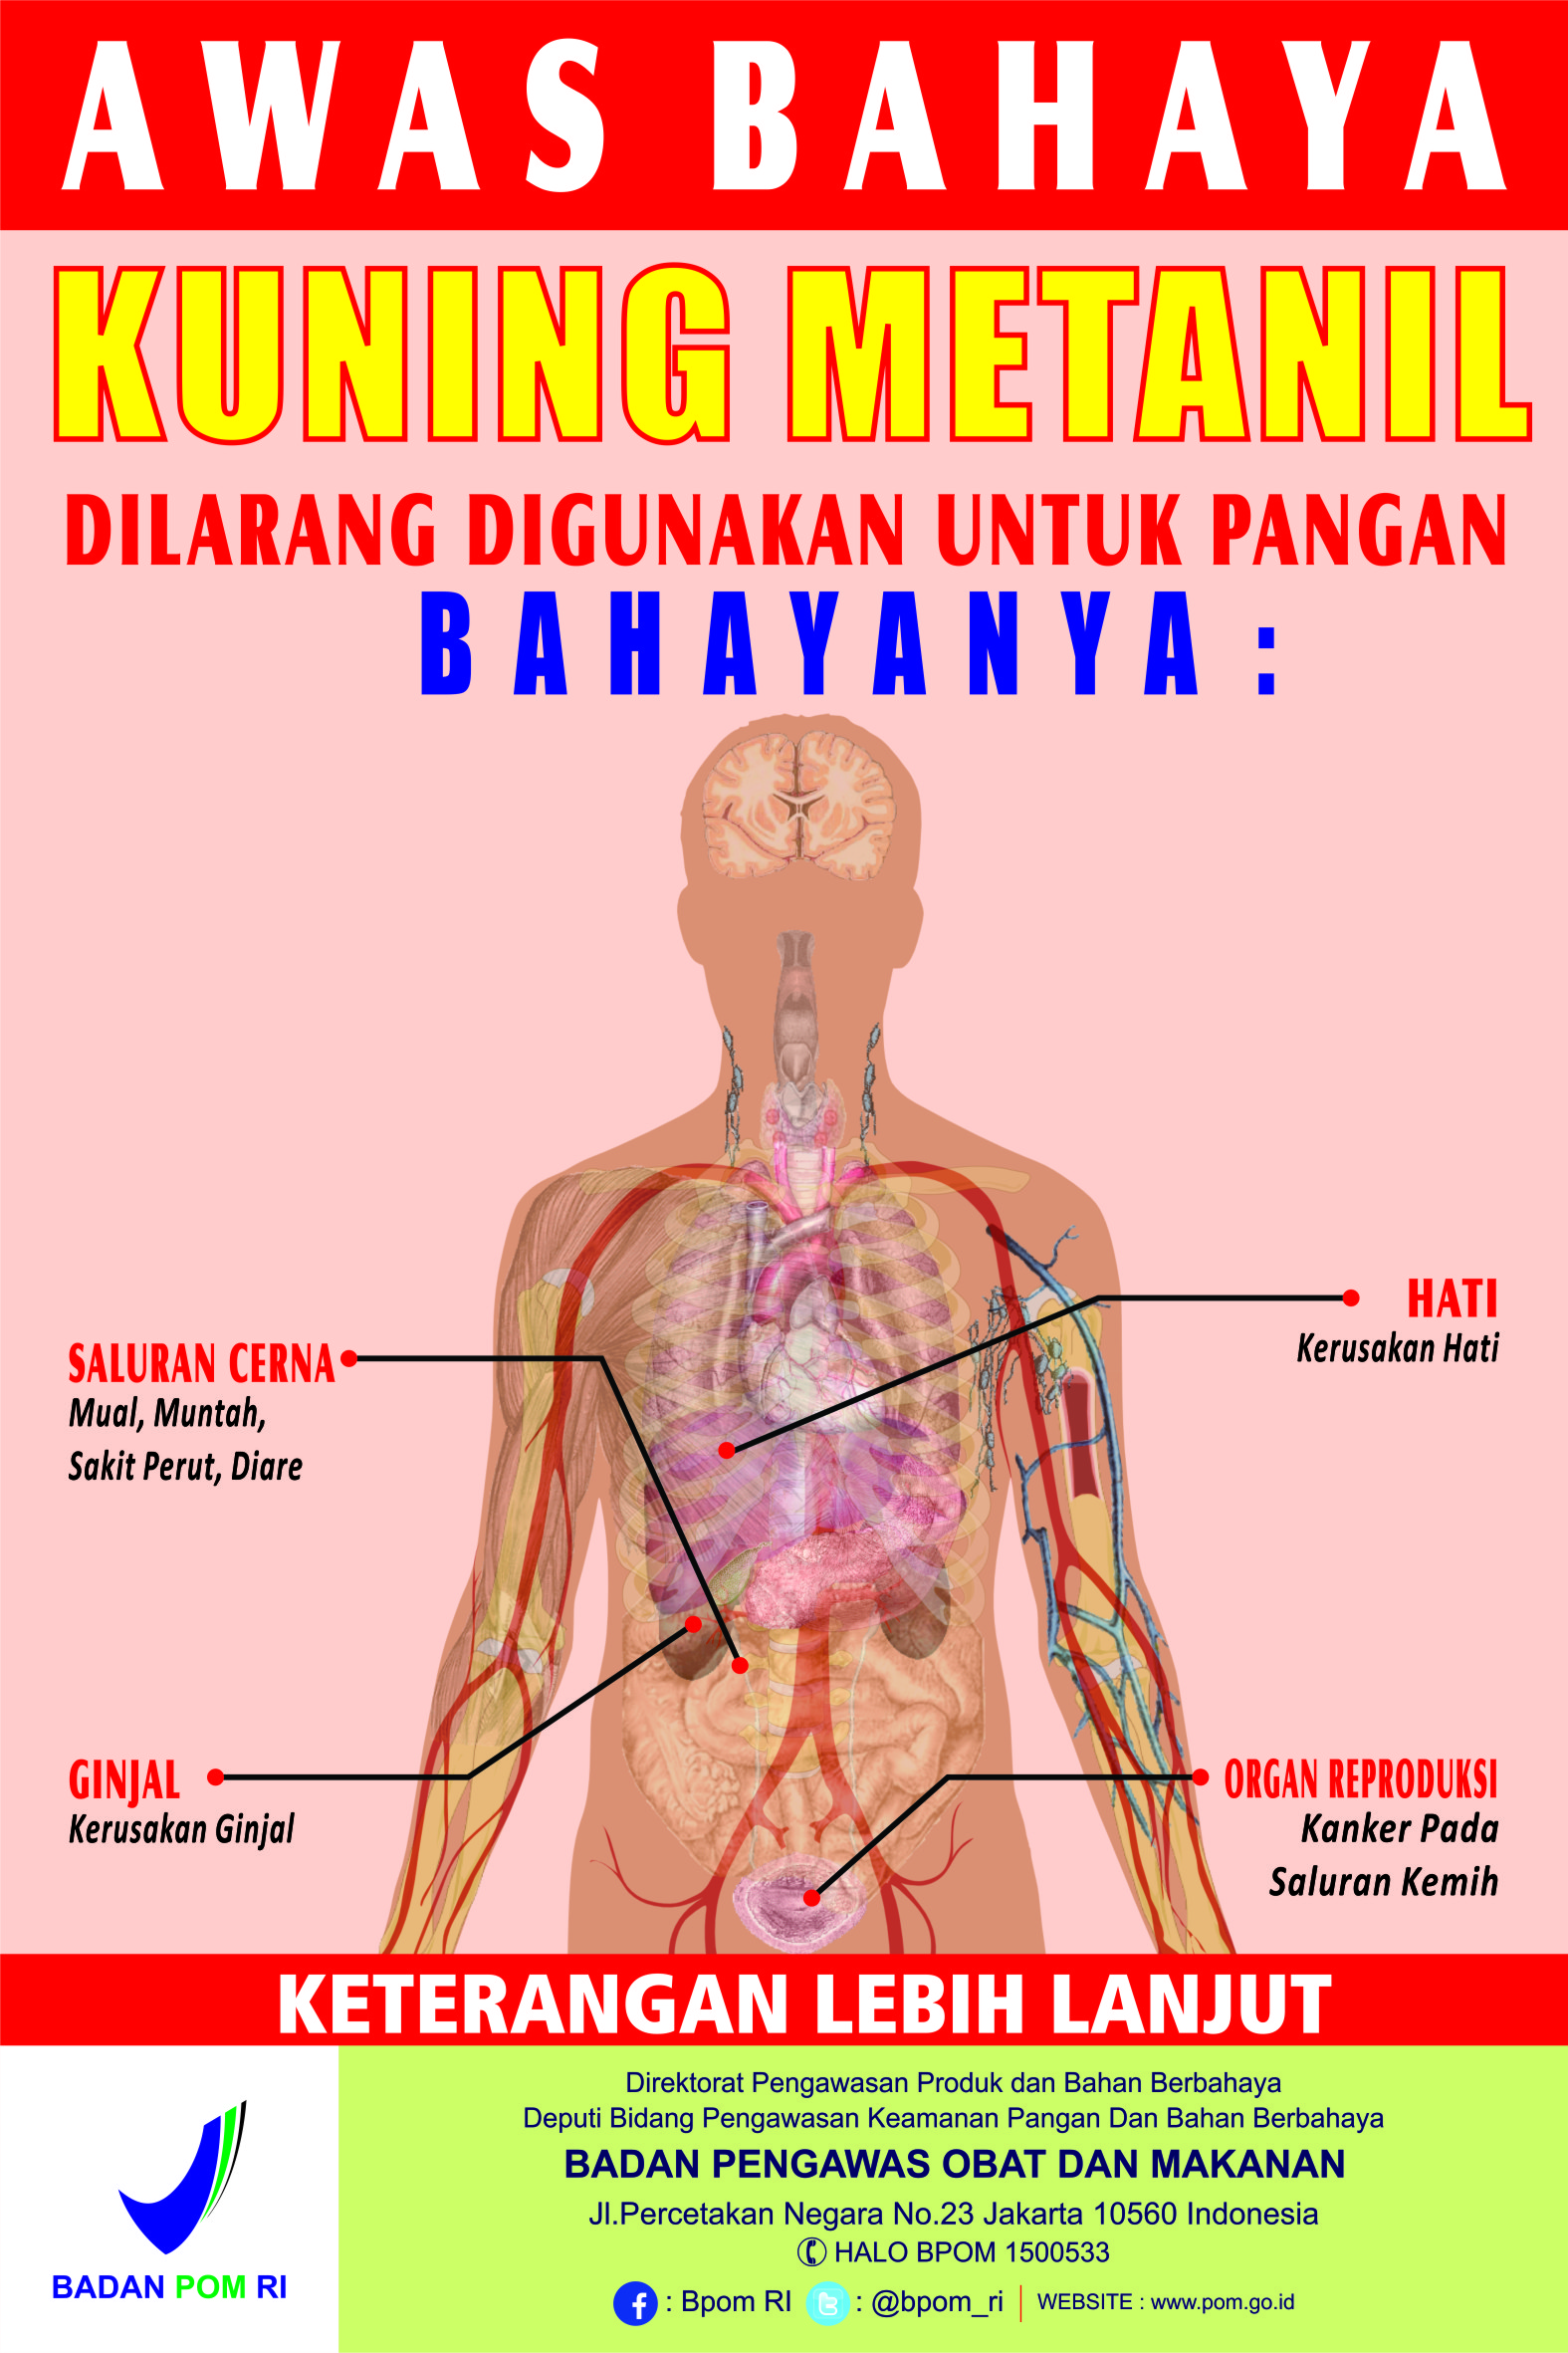 AWAS BAHAYA
KUNING METANIL
DILARANG DIGUNAKAN UNTUK PANGAN
BAHAYANYA :
SALURAN CERNA
Mual, Muntah,
Sakit Perut, Diare
HATI
Kerusakan Hati
GINJAL
Kerusakan Ginjal
ORGAN REPRODUKSI
Kanker Pada
Saluran Kemih
KETERANGAN LEBIH LANJUT
BADAN POM RI
Direktorat Pengawasan Produk dan Bahan Berbahaya
Deputi Bidang Pengawasan Keamanan Pangan Dan Bahan Berbahaya
BADAN PENGAWAS OBAT DAN MAKANAN
Jl.Percetakan Negara No.23 Jakarta 10560 Indonesia
HALO BPOM 1500533
: Bpom RI : @bpom_ri | WEBSITE : www.pom.go.id